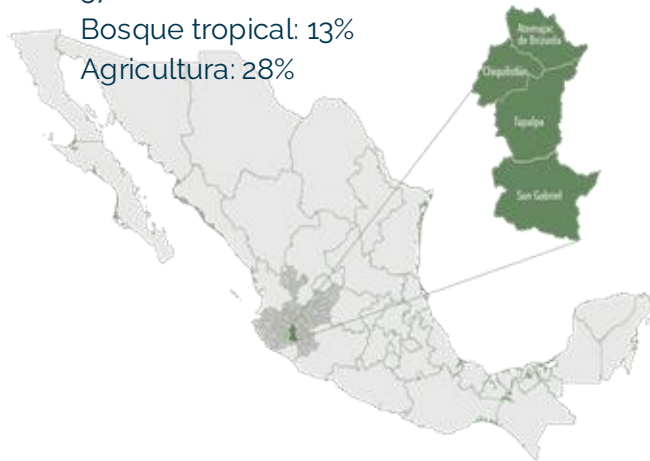 Bosque tropical: 13%
Agricultura: 28%
Atemajac
de Brizuela
Chiquilistlán
Tapalpa
San Gabriel